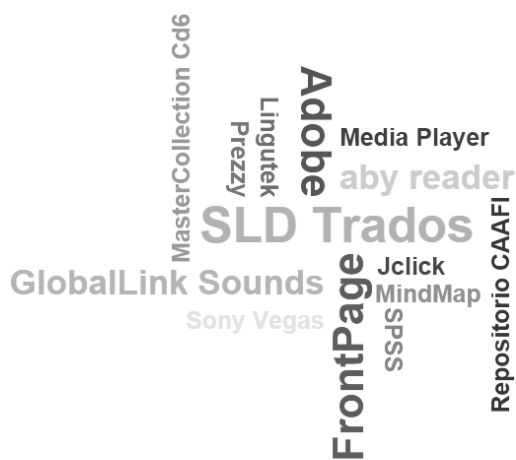 MasterCollection Cd6
Prezzy
Lingutek
Adobe
Media Player
aby reader
SLD Trados
GlobalLink Sounds
Jclick
MindMap
Sony Vegas
FrontPage
SPSS
Repositorio CAAFI